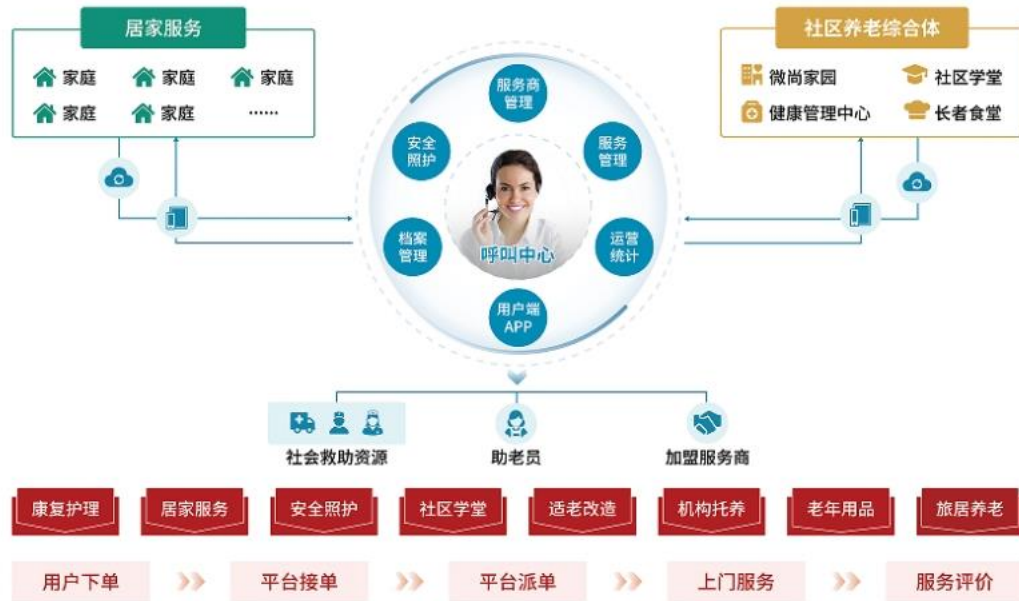 居家服务
社区养老综合体
家庭 家庭 家庭
家庭 家庭 ······
微尚家园 社区学堂
健康管理中心 长者食堂
服务商
管理
安全
照护
服务
管理
档案
管理
呼叫中心
运营
统计
用户端
APP
社会救助资源 助老员 加盟服务商
康复护理 居家服务 安全照护 社区学堂 适老改造 机构托养 老年用品 旅居养老
用户下单 平台接单 平台派单 上门服务 服务评价